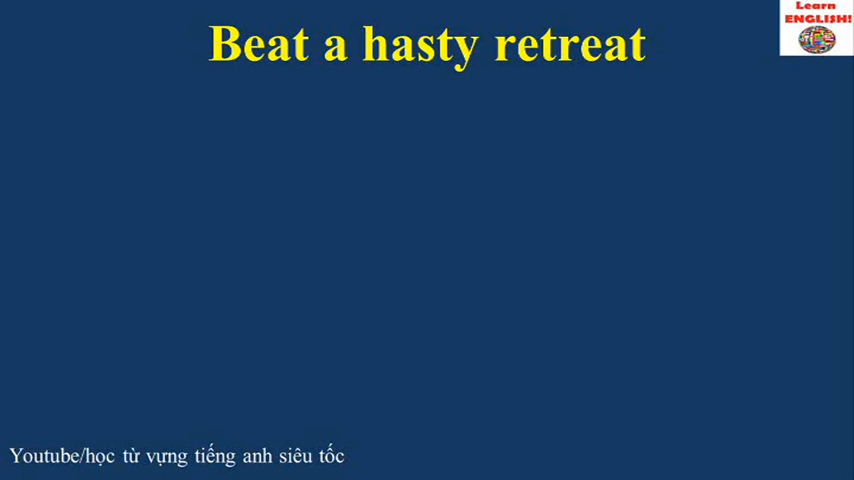 Beat a hasty retreat
Learn
ENGLISH!
Youtube/học từ vựng tiếng anh siêu tốc